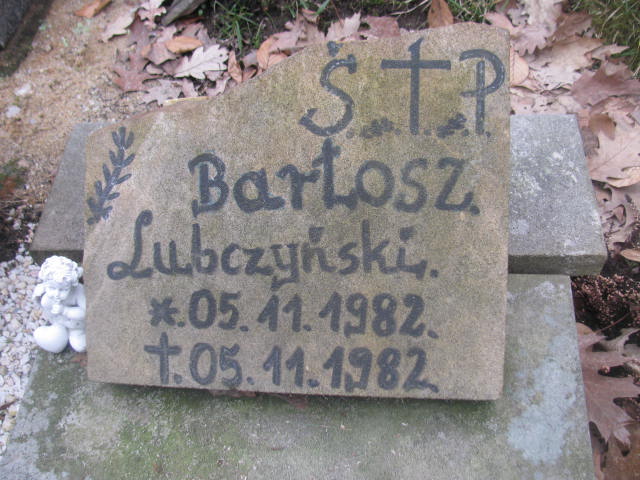 Ś.†.P.
Bartosz.
Lubczyński.
*.05.11.1982.
†.05.11.1982.